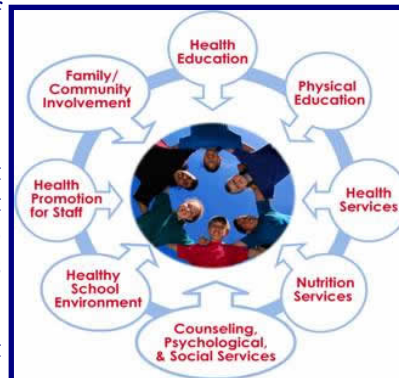 Health
Education
Physical
Education
Health
Services
Nutrition
Services
Counseling,
Psychological,
& Social Services
Healthy
School
Environment
Health
Promotion
for Staff
Family/
Community
Involvement